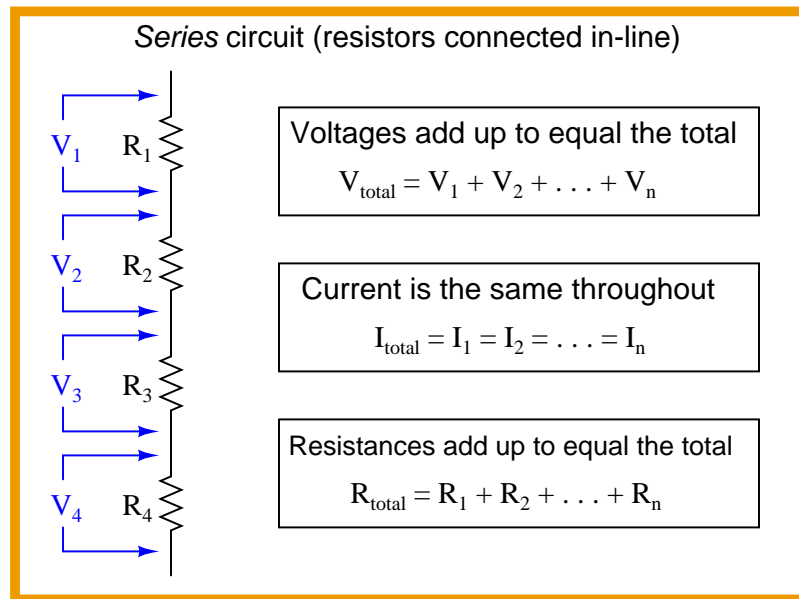 Series circuit (resistors connected in-line)
V1 R1
V2 R2
V3 R3
V4 R4
Voltages add up to equal the total
Vtotal = V1 + V2 + . . . + Vn
Current is the same throughout
Itotal = I1 = I2 = . . . = In
Resistances add up to equal the total
Rtotal = R1 + R2 + . . . + Rn